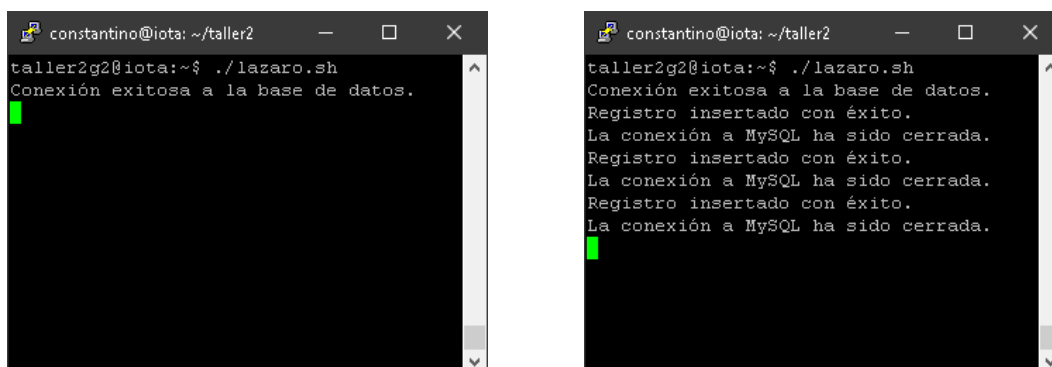 constantino@iota: ~/taller2
taller2g2@iota:~$ ./lazaro.sh
Conexión exitosa a la base de datos.
constantino@iota: ~/taller2
taller2g2@iota:~$ ./lazaro.sh
Conexión exitosa a la base de datos.
Registro insertado con éxito.
La conexión a MySQL ha sido cerrada.
Registro insertado con éxito.
La conexión a MySQL ha sido cerrada.
Registro insertado con éxito.
La conexión a MySQL ha sido cerrada.